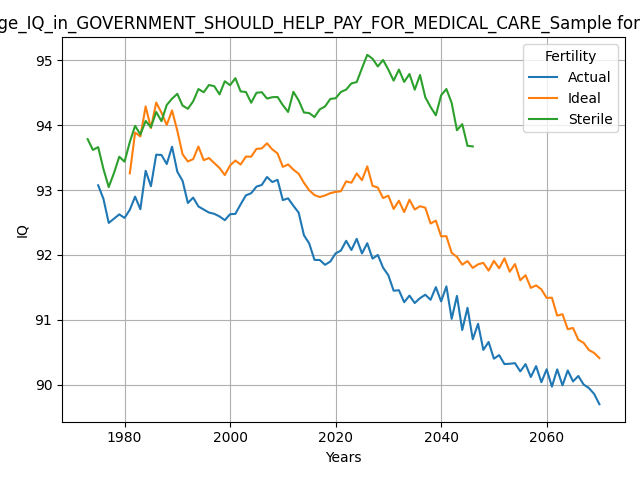 ge_IQ_in_GOVERNMENT_SHOULD_HELP_PAY_FOR_MEDICAL_CARE_Sample for
Fertility
Actual
Ideal
Sterile
95
94
93
92
91
90
IQ
1980
2000
2020
2040
2060
Years